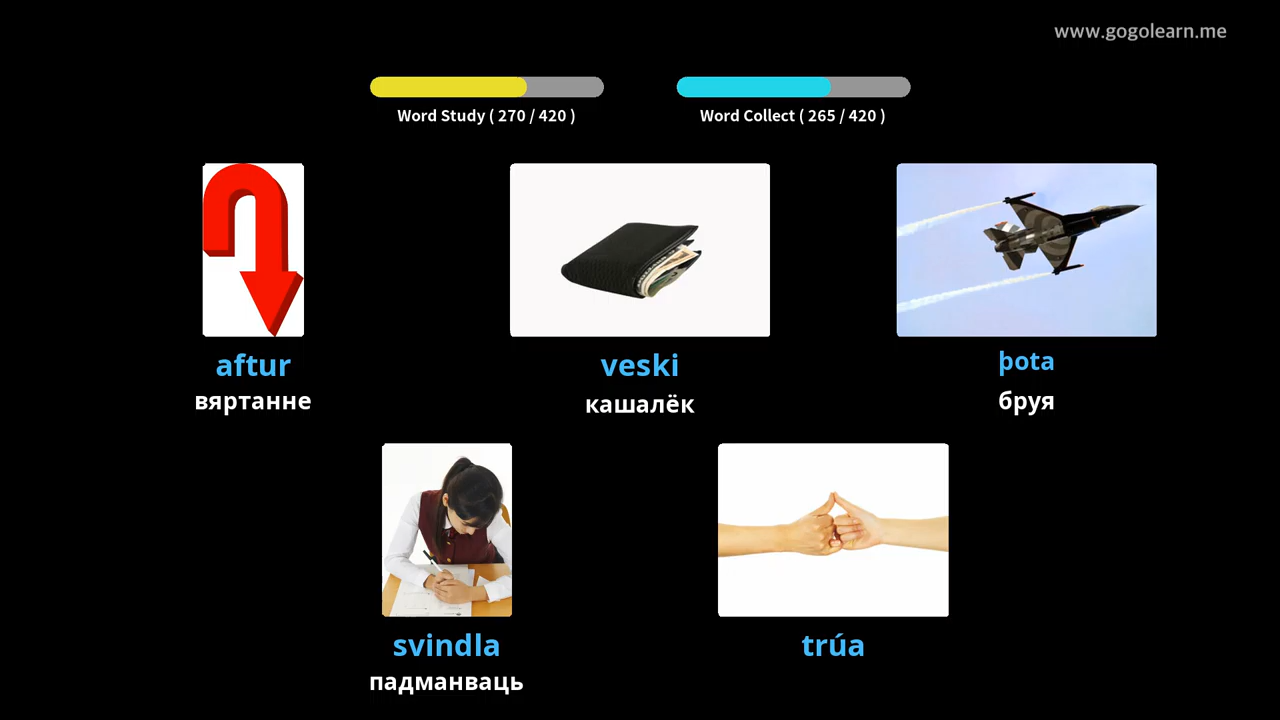 www.gogolearn.me
Word Study ( 270 / 420 )
Word Collect ( 265 / 420 )
aftur
вяртанне
veski
кашалёк
þota
бруя
svindla
падманваць
trúa